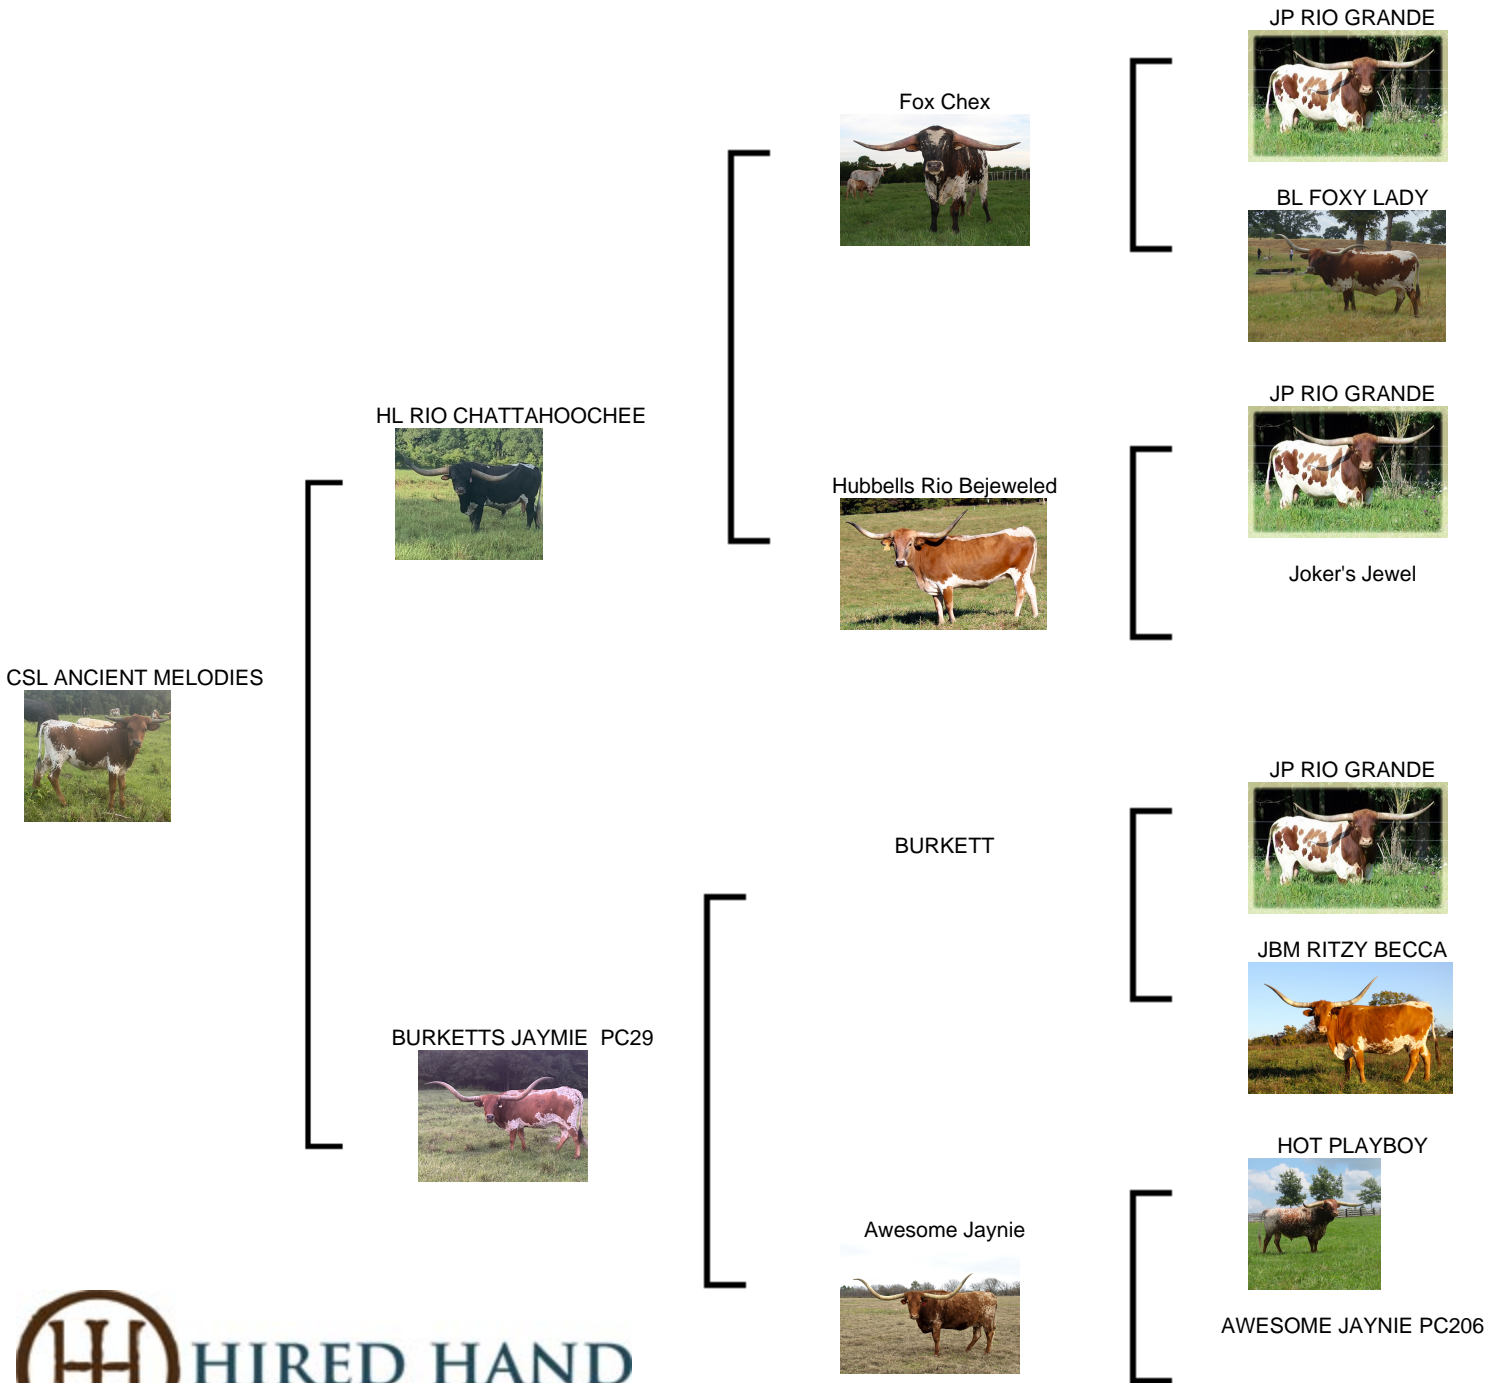 JP RIO GRANDE
Fox Chex
BL FOXY LADY
HL RIO CHATTAHOOCHEE
JP RIO GRANDE
Hubbells Rio Bejeweled
Joker's Jewel
CSL ANCIENT MELODIES
JP RIO GRANDE
BURKETT
JBM RITZY BECCA
BURKETTS JAYMIE  PC29
HOT PLAYBOY
Awesome Jaynie
AWESOME JAYNIE PC206
HIRED HAND